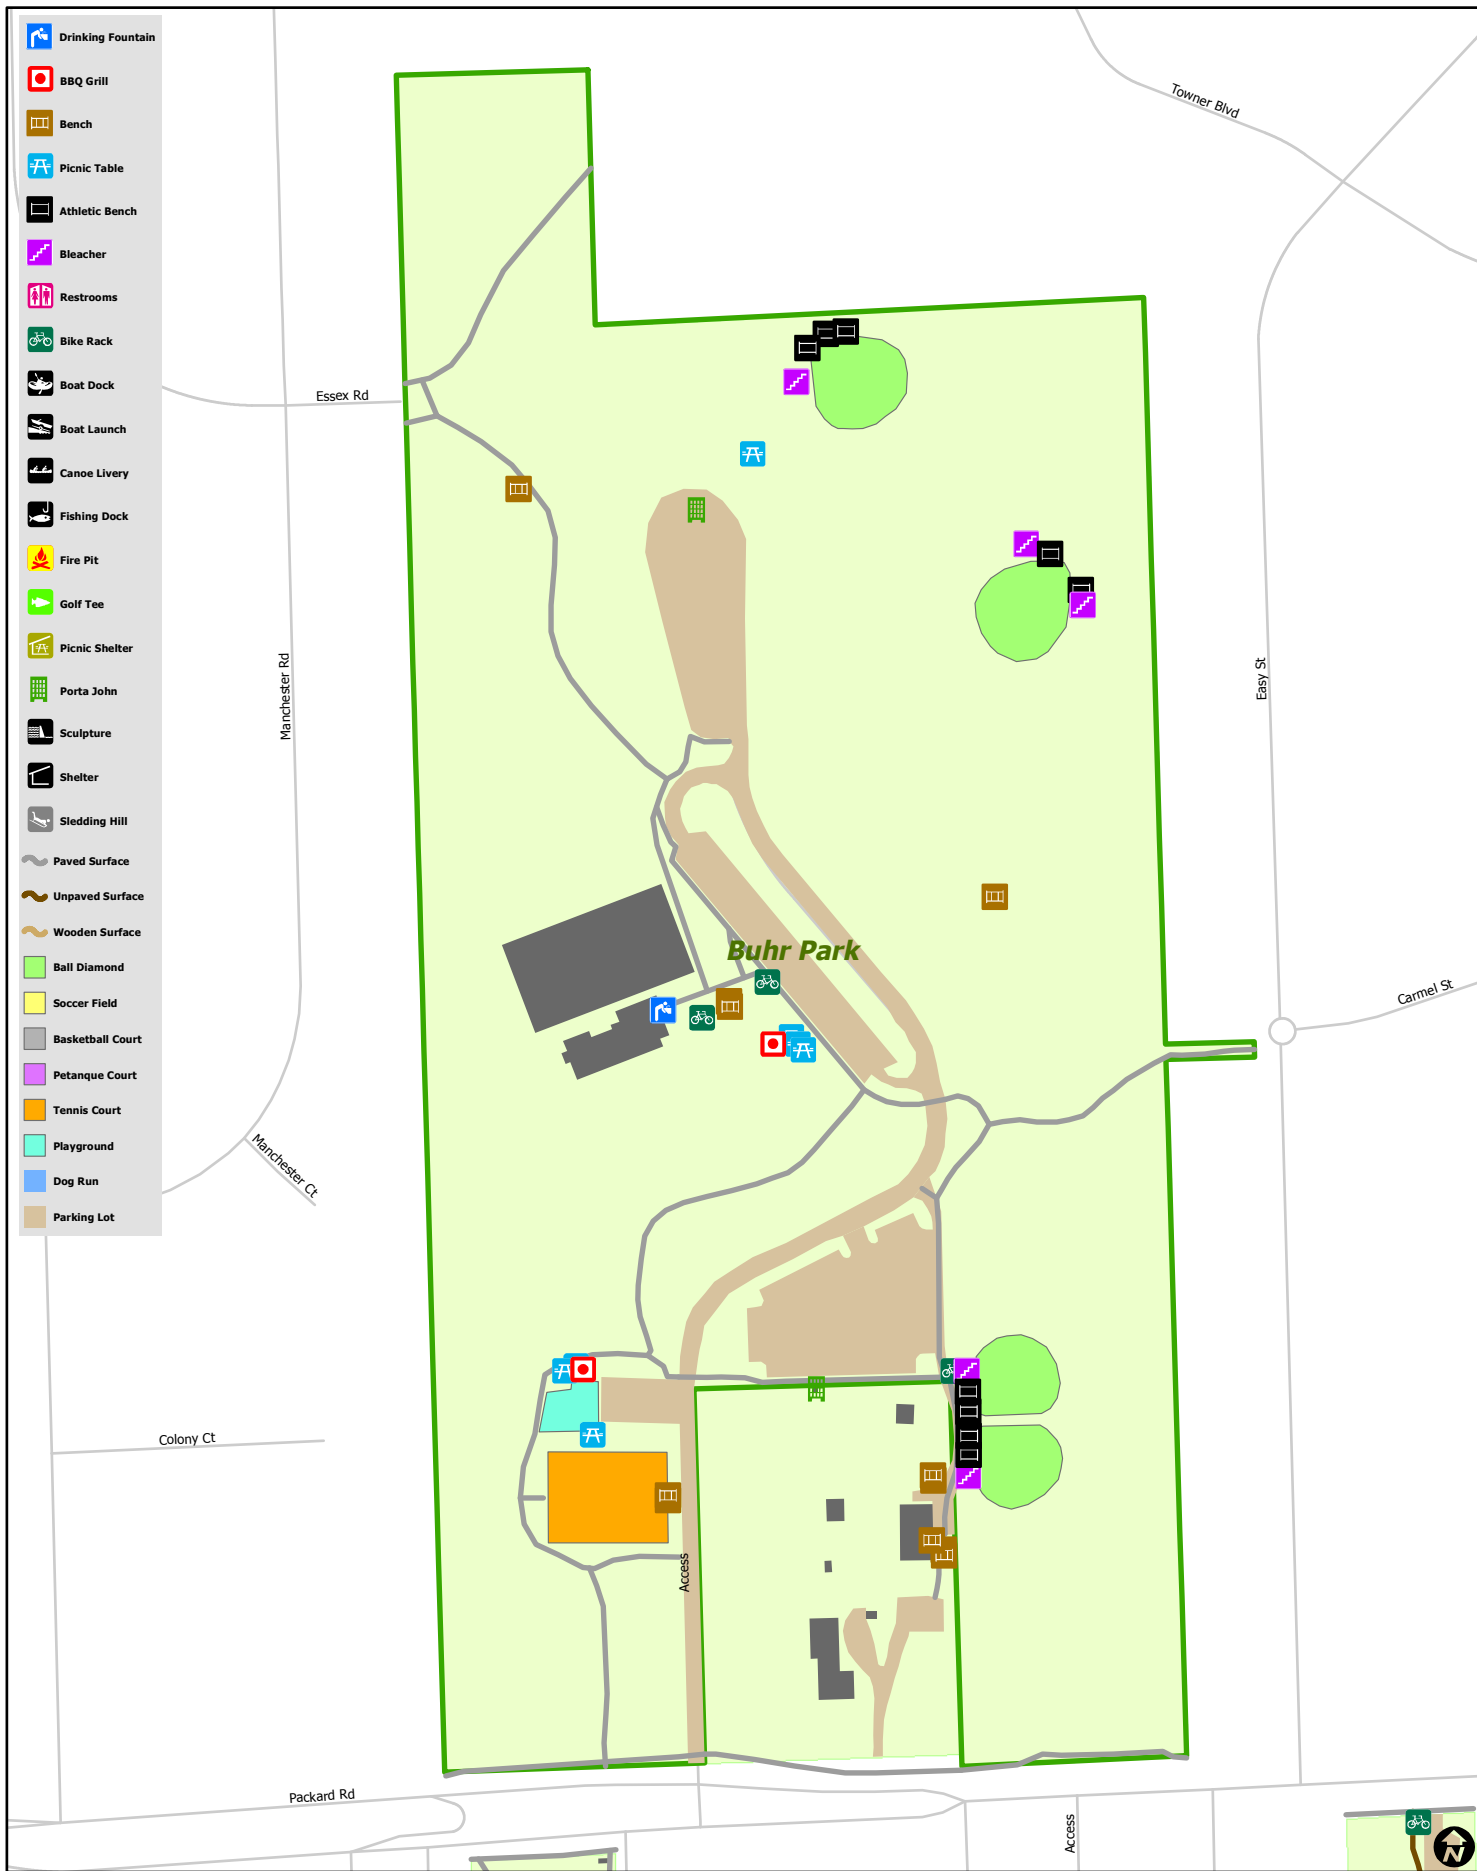 Drinking Fountain
BBQ Grill
Bench
Picnic Table
Athletic Bench
Bleacher
Restrooms
Bike Rack
Boat Dock
Boat Launch
Canoe Livery
Fishing Dock
Fire Pit
Golf Tee
Picnic Shelter
Porta John
Sculpture
Shelter
Sledding Hill
Paved Surface
Unpaved Surface
Wooden Surface
Ball Diamond
Soccer Field
Basketball Court
Petanque Court
Tennis Court
Playground
Dog Run
Parking Lot
Towner Blvd
Essex Rd
Manchester Rd
Easy St
Buhr Park
Carmel St
Manchester Ct
Colony Ct
Access
Packard Rd
Access
N